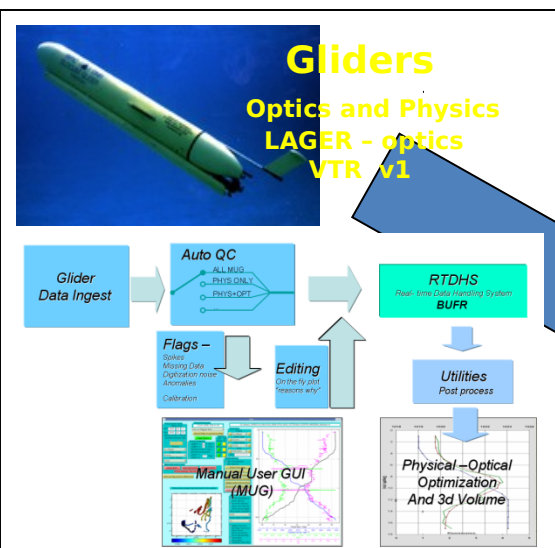 Gliders
Optics and Physics
LAGER – optics
VTR v1
Glider
Data Ingest
Auto QC
ALL MUG
PHYS ONLY
PHYS+OPT
...
RTDHS
Real- time Data Handling System
BUFR
Flags –
Spikes
Missing Data
Digitization noise
Anomalies
Calibration
Editing
On the fly plot
"reasons why"
Utilities
Post process
Manual User GUI
(MUG)
Physical –Optical
Optimization
And 3d Volume